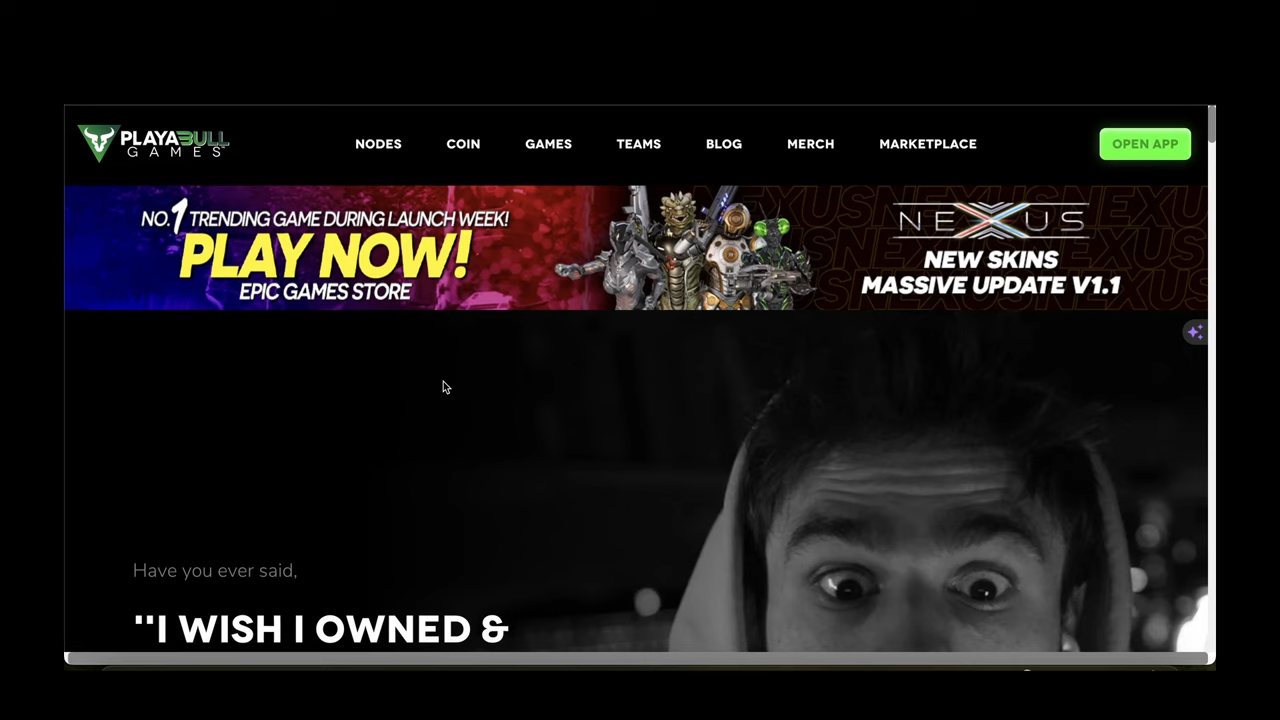 PLAYABULL
GAMES
NODES
COIN
GAMES
TEAMS
BLOG
MERCH
MARKETPLACE
OPEN APP
NO.1 TRENDING GAME DURING LAUNCH WEEK!
PLAY NOW!
EPIC GAMES STORE
NEXUS
NEW SKINS
MASSIVE UPDATE V1.1
NEXUSNEXUSNEXUS
Have you ever said,
"I WISH I OWNED &